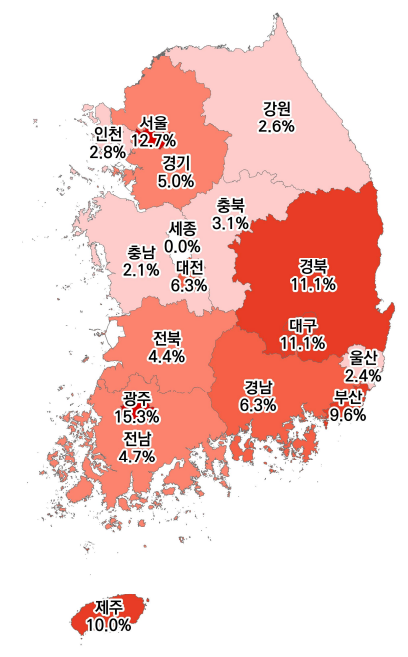 강원
2.6%
서울
12.7%
인천
2.8%
경기
5.0%
충북
3.1%
세종
0.0%
충남
2.1%
대전
6.3%
경북
11.1%
대구
11.1%
전북
4.4%
울산
2.4%
경남
6.3%
부산
9.6%
광주
15.3%
전남
4.7%
제주
10.0%